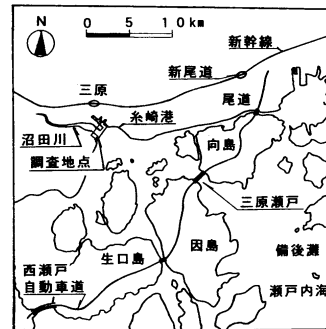 0 5 10km
新幹線
新尾道
三原
尾道
糸崎港
沼田川
向島
調査地点
三原瀬戸
因島
備後灘
生口島
西瀬戸
自動車道
瀬戸内海